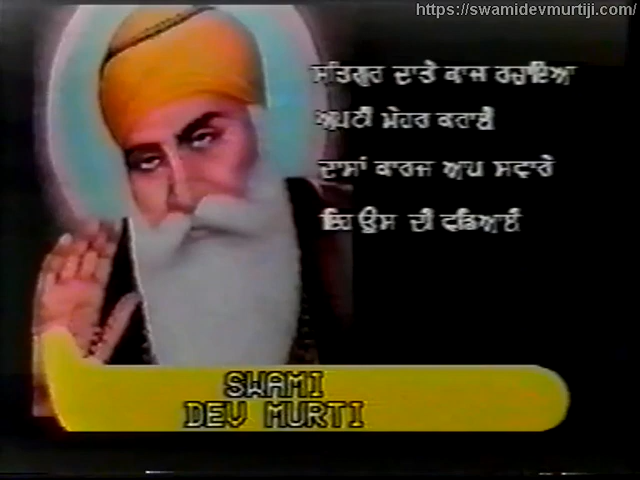 https://swamidevmurtiji.com/
ਸਤਿਗੁਰ ਦਾਤੇ ਕਾਜ ਰਚਾਇਆ
ਅਪਣੀ ਮੇਹਰ ਕਰਾਈ
ਦਾਸਾਂ ਕਾਰਜ ਆਪ ਸਵਾਰੇ
ਇਹ ਉਸ ਦੀ ਵਡਿਆਈ
SWAMI
DEV MURTI